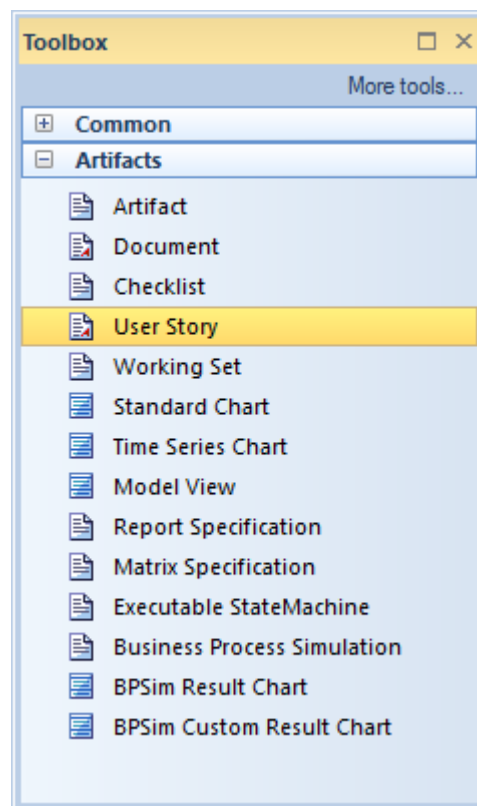 Toolbox
More tools...
Common
Artifacts
Artifact
Document
Checklist
User Story
Working Set
Standard Chart
Time Series Chart
Model View
Report Specification
Matrix Specification
Executable StateMachine
Business Process Simulation
BPSim Result Chart
BPSim Custom Result Chart